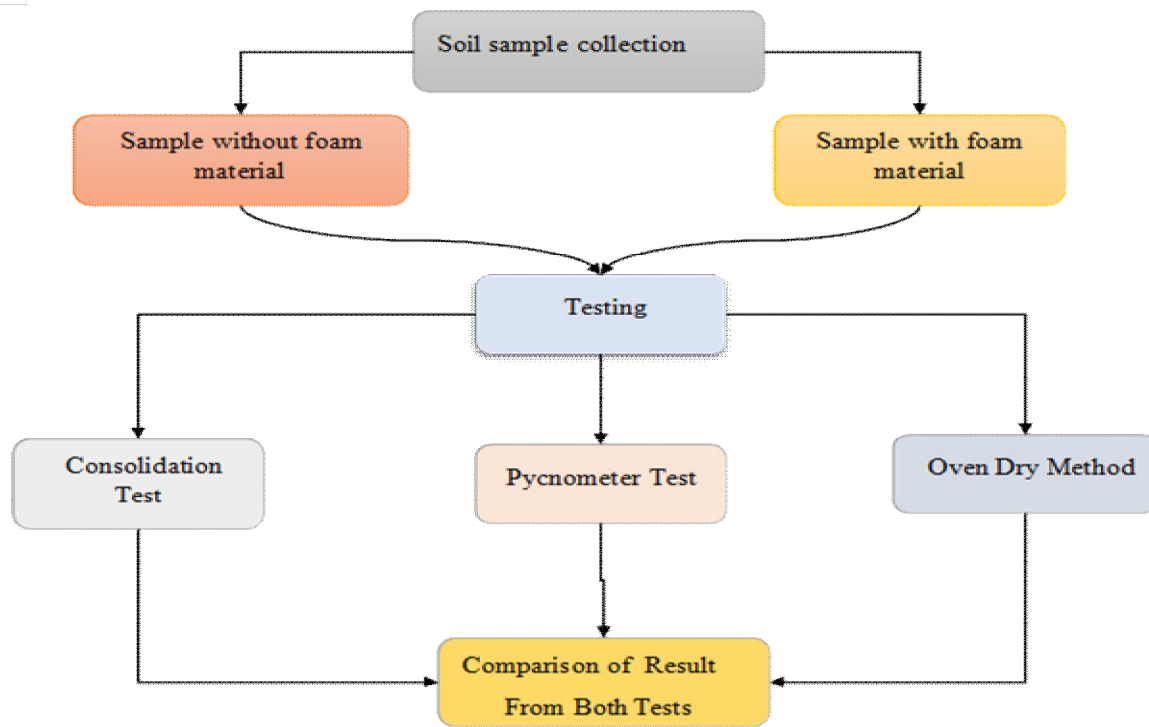 Soil sample collection
Sample without foam
material
Sample with foam
material
Testing
Consolidation
Test
Pycnometer Test
Oven Dry Method
Comparison of Result
From Both Tests